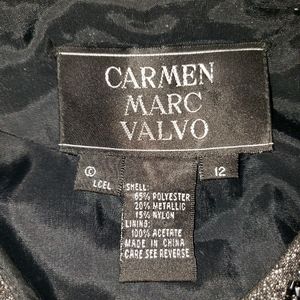 CARMEN
MARC
VALVO
©
LCEL
12
SHELL:
65% POLYESTER
20% METALLIC
15% NYLON
LINING:
100% ACETATE
MADE IN CHINA
CARE SEE REVERSE